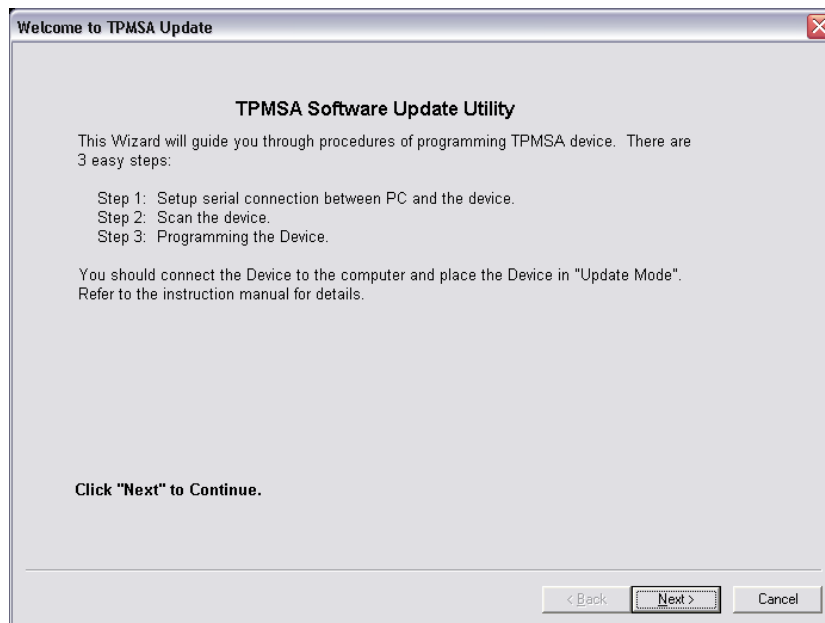 Welcome to TPMSA Update
TPMSA Software Update Utility
This Wizard will guide you through procedures of programming TPMSA device.  There are
3 easy steps:
Step 1:  Setup serial connection between PC and the device.
Step 2:  Scan the device.
Step 3:  Programming the Device.
You should connect the Device to the computer and place the Device in "Update Mode".
Refer to the instruction manual for details.
Click "Next" to Continue.
< Back
Next >
Cancel